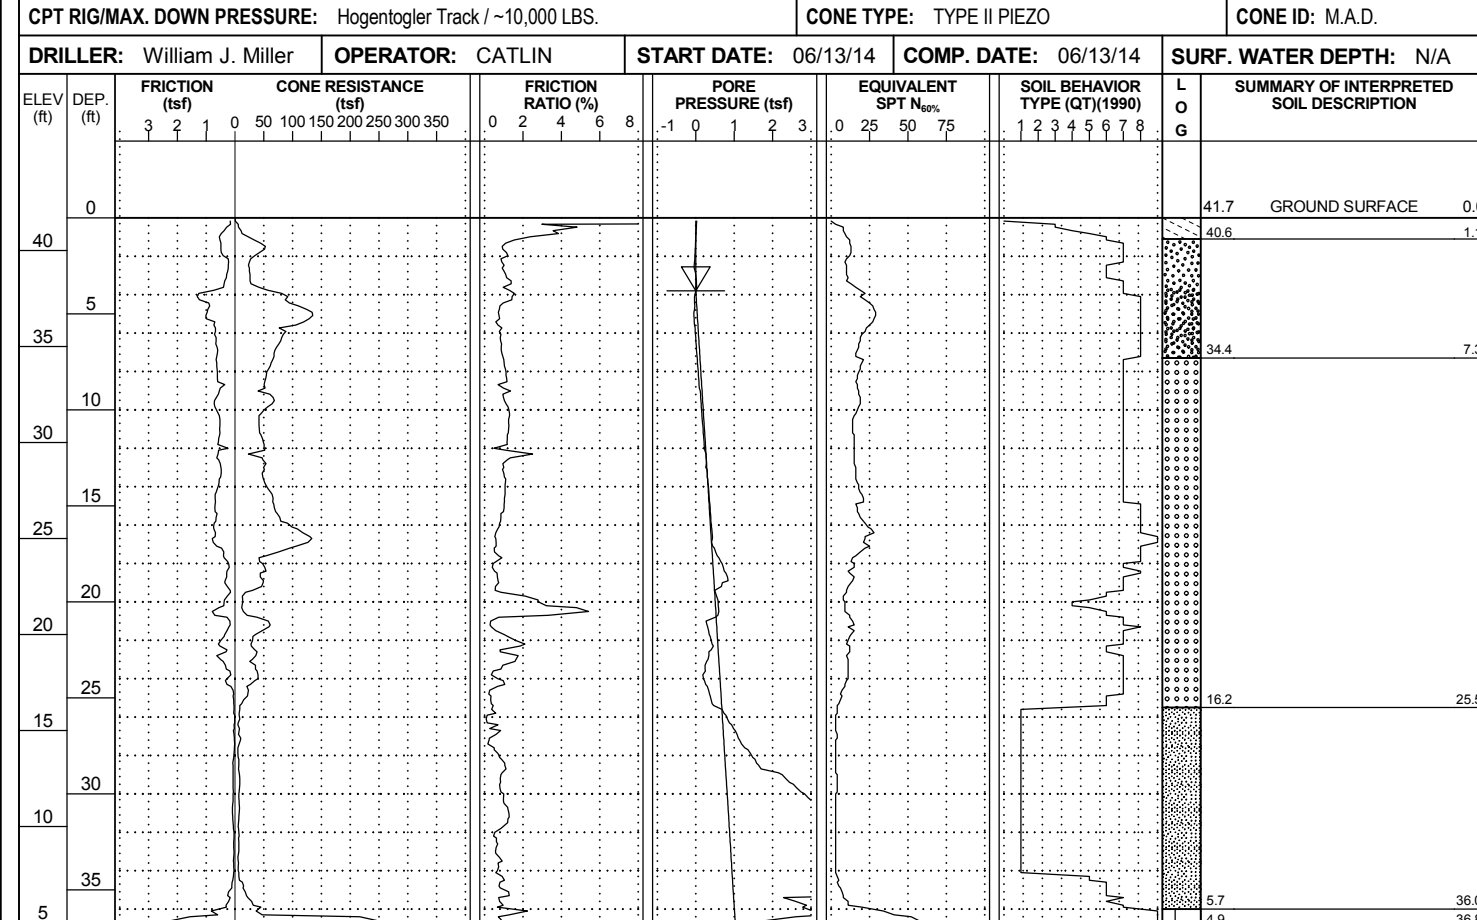 CPT RIG/MAX. DOWN PRESSURE: Hogentogler Track / ~10,000 LBS. CONE TYPE: TYPE II PIEZO CONE ID: M.A.D.
DRILLER: William J. Miller OPERATOR: CATLIN START DATE: 06/13/14 COMP. DATE: 06/13/14 SURF. WATER DEPTH: N/A
ELEV (ft)
DEP. (ft)
FRICTION (tsf)
3 2 1 0
CONE RESISTANCE (tsf)
50 100 150 200 250 300 350
FRICTION RATIO (%)
0 2 4 6 8
PORE PRESSURE (tsf)
-1 0 1 2 3
EQUIVALENT SPT N60%
0 25 50 75
SOIL BEHAVIOR TYPE (QT)(1990)
1 2 3 4 5 6 7 8
L
O
G
SUMMARY OF INTERPRETED SOIL DESCRIPTION
0
41.7 GROUND SURFACE
40.6
40
5
35
34.4
10
30
15
25
20
20
25
16.2
15
30
10
35
5.7
5
4.9